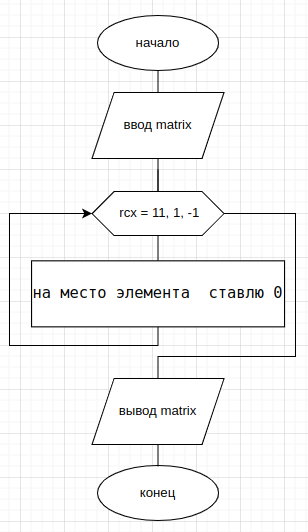 начало
ввод matrix
rcx = 11, 1, -1
на место элемента  ставлю 0
вывод matrix
конец